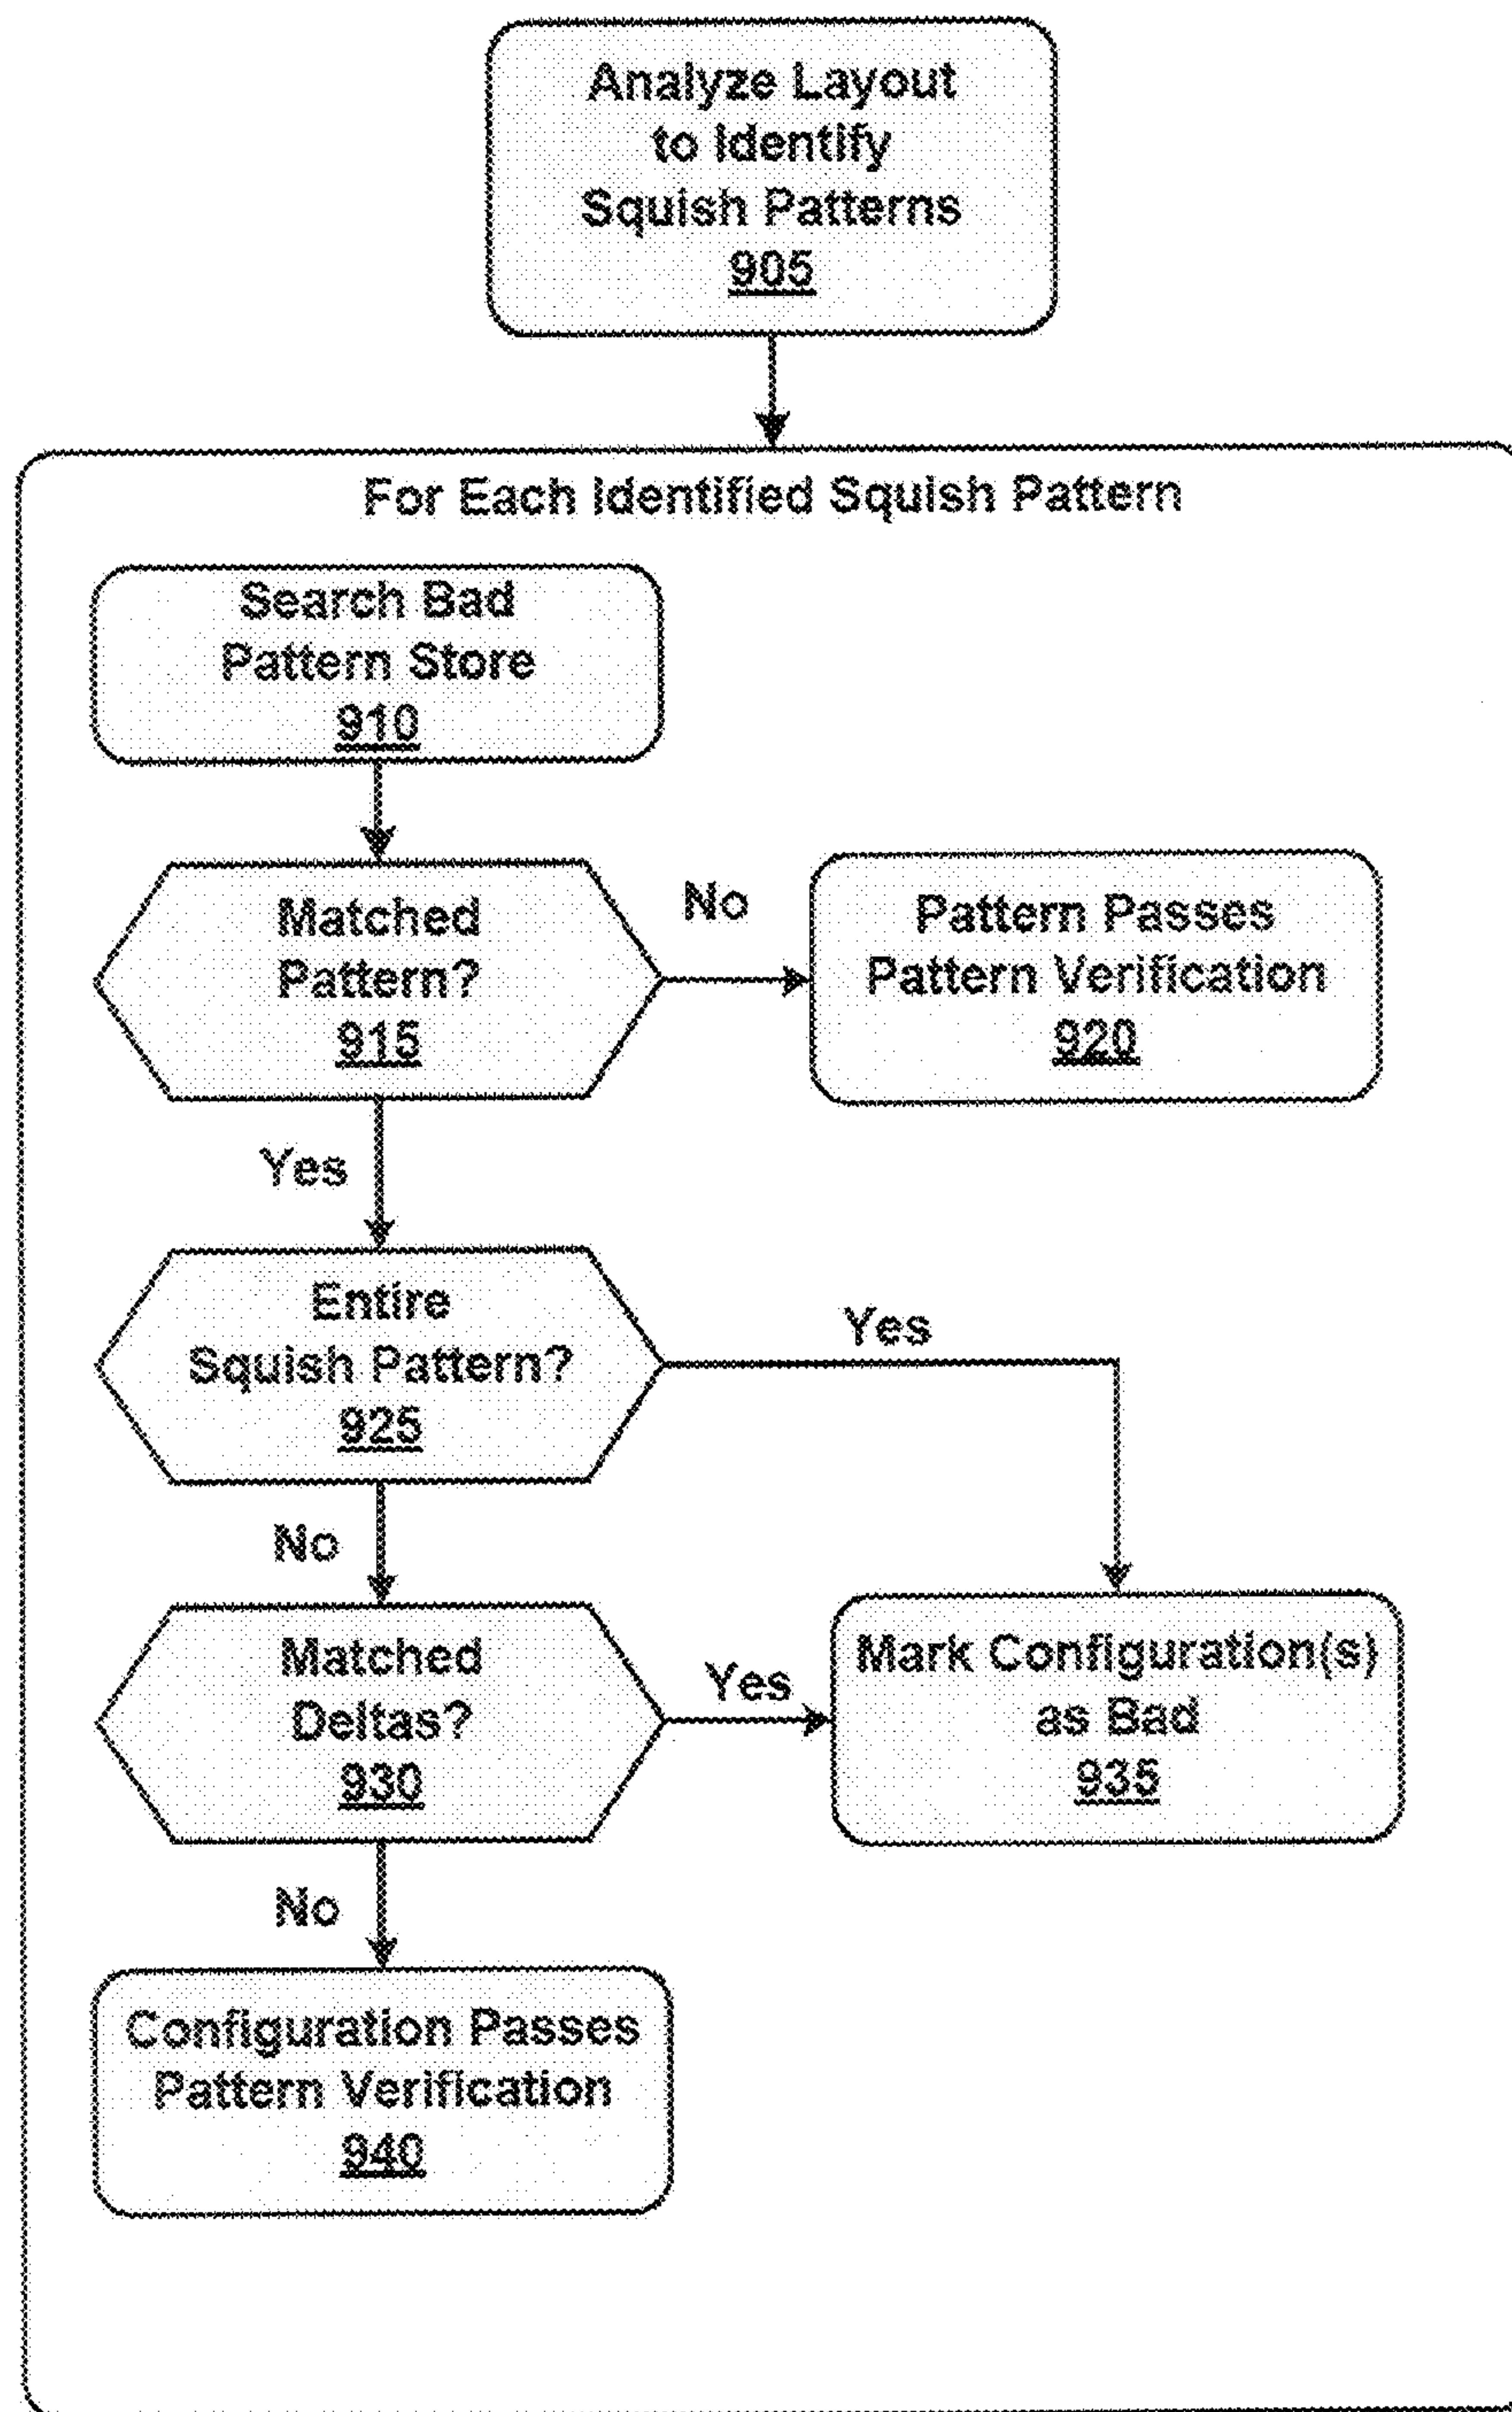 Analyze Layout
to Identify
Squish Patterns
905
For Each Identified Squish Pattern
Search Bad
Pattern Store
910
Matched
Pattern?
915
No
Pattern Passes
Pattern Verification
920
Yes
Entire
Squish Pattern?
925
Yes
No
Matched
Deltas?
930
Yes
Mark Configuration(s)
as Bad
935
No
Configuration Passes
Pattern Verification
940